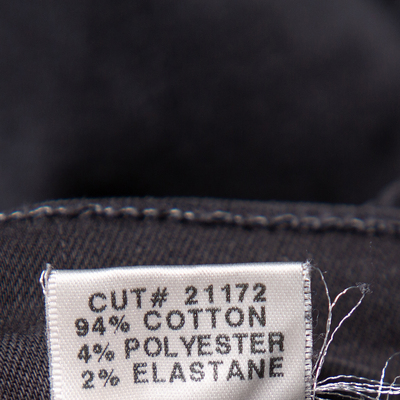 CUT# 21172
94% COTTON
4% POLYESTER
2% ELASTANE